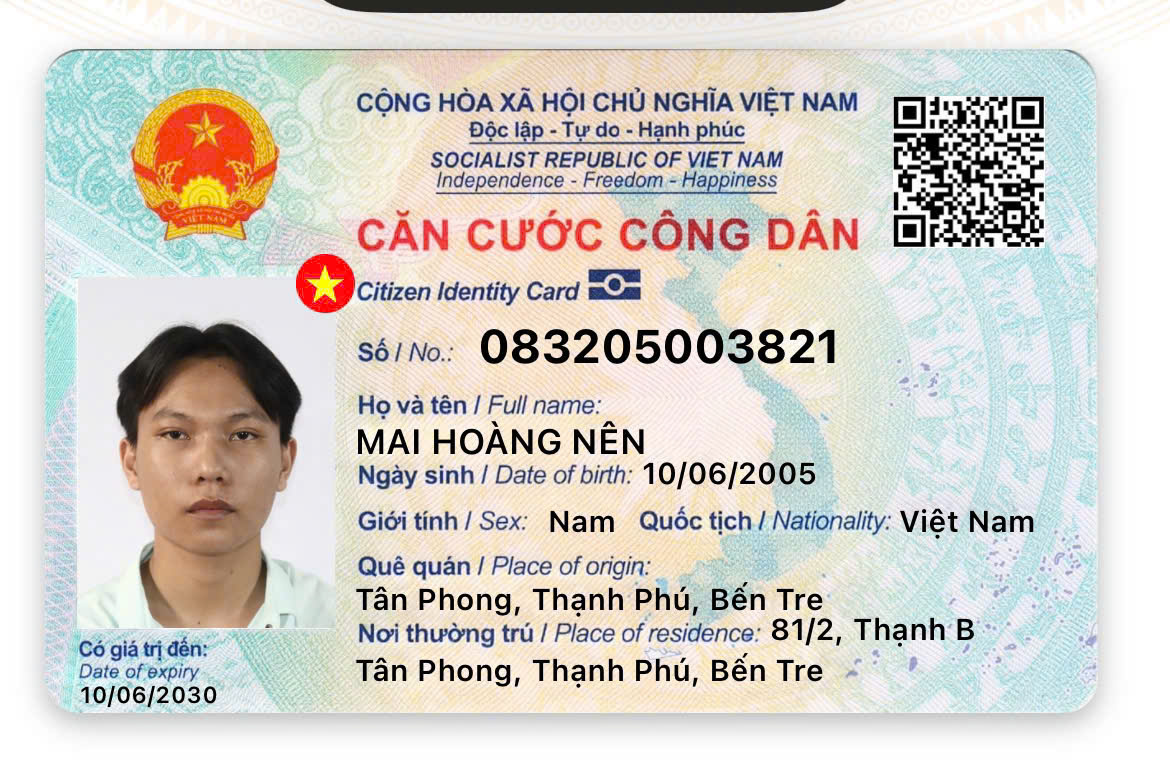 CỘNG HÒA XÃ HỘI CHỦ NGHĨA VIỆT NAM
Độc lập - Tự do - Hạnh phúc
SOCIALIST REPUBLIC OF VIET NAM
Independence - Freedom - Happiness
CĂN CƯỚC CÔNG DÂN
Citizen Identity Card
Số / No.: 083205003821
Họ và tên / Full name:
MAI HOÀNG NÊN
Ngày sinh / Date of birth: 10/06/2005
Giới tính / Sex: Nam Quốc tịch / Nationality: Việt Nam
Quê quán / Place of origin:
Tân Phong, Thạnh Phú, Bến Tre
Nơi thường trú / Place of residence: 81/2, Thạnh B
Tân Phong, Thạnh Phú, Bến Tre
Có giá trị đến:
Date of expiry
10/06/2030
VIỆT NAM